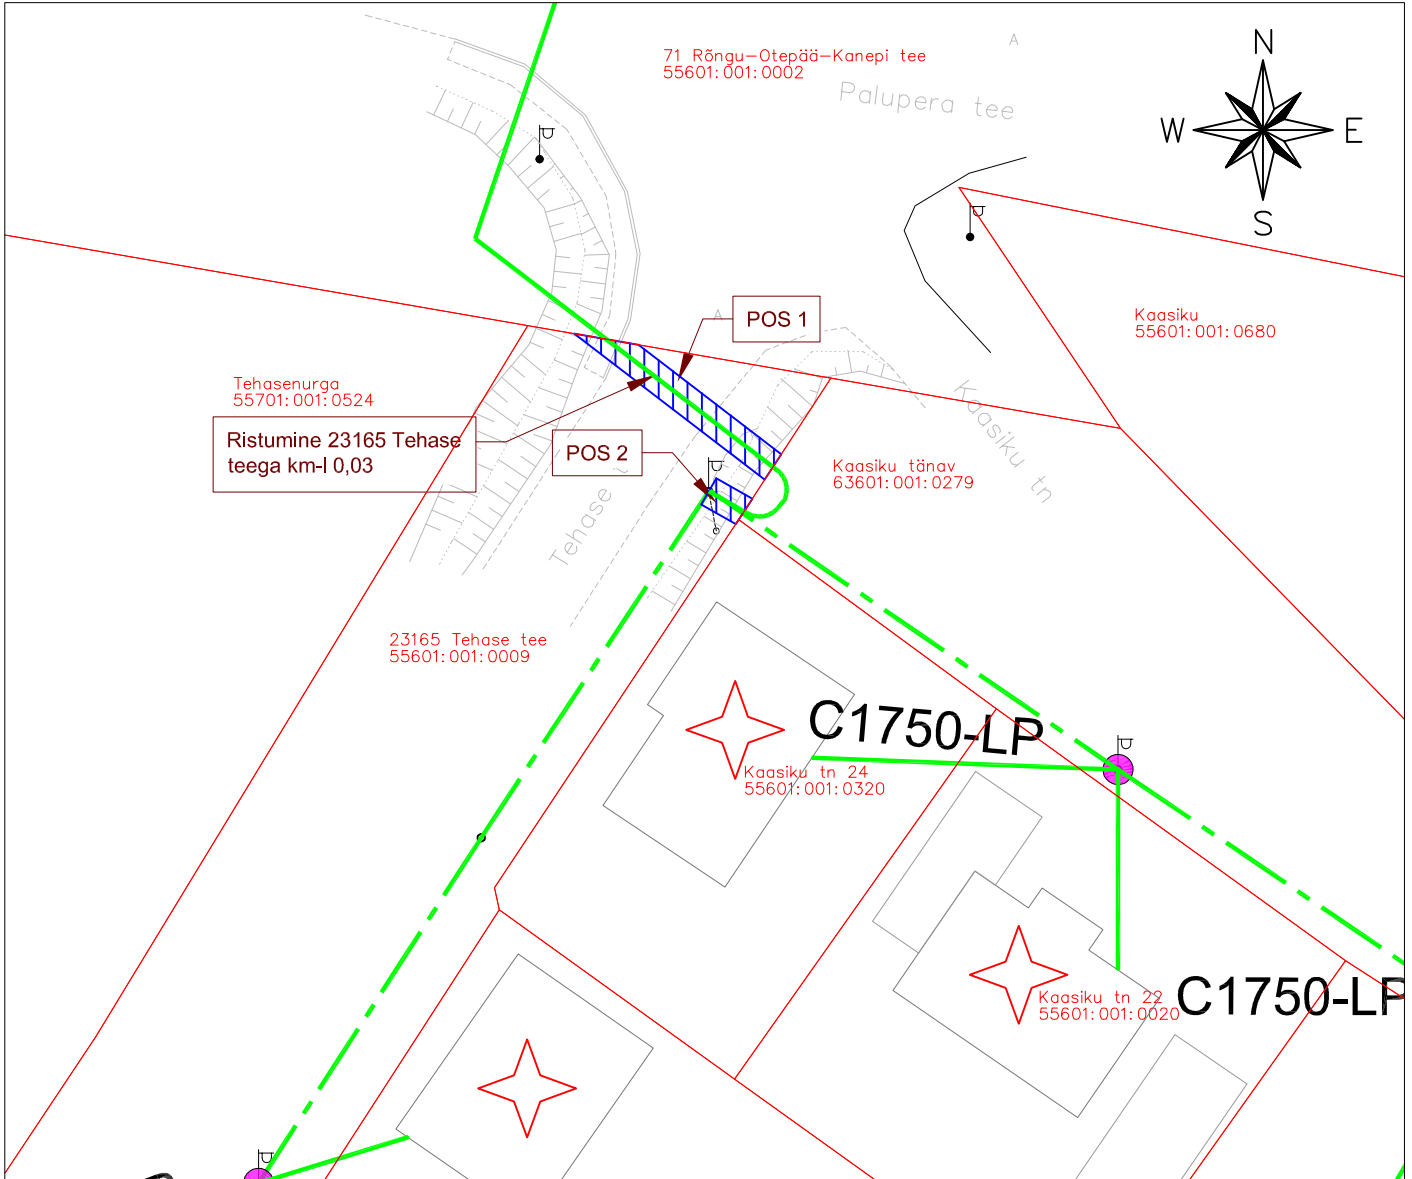 71 Rõngu-Otepää-Kanepi tee
55601:001:0002
Palupera tee
N
W
E
S
Kaasiku
55601:001:0680
POS 1
Tehasenurga
55701:001:0524
Ristumine 23165 Tehase
teega km-l 0,03
POS 2
Kaasiku tänav
63601:001:0279
Kaasiku tn
Tehase
23165 Tehase tee
55601:001:0009
C1750-LP
Kaasiku tn 24
55601:001:0320
Kaasiku tn 22
55601:001:0020
C1750-LP